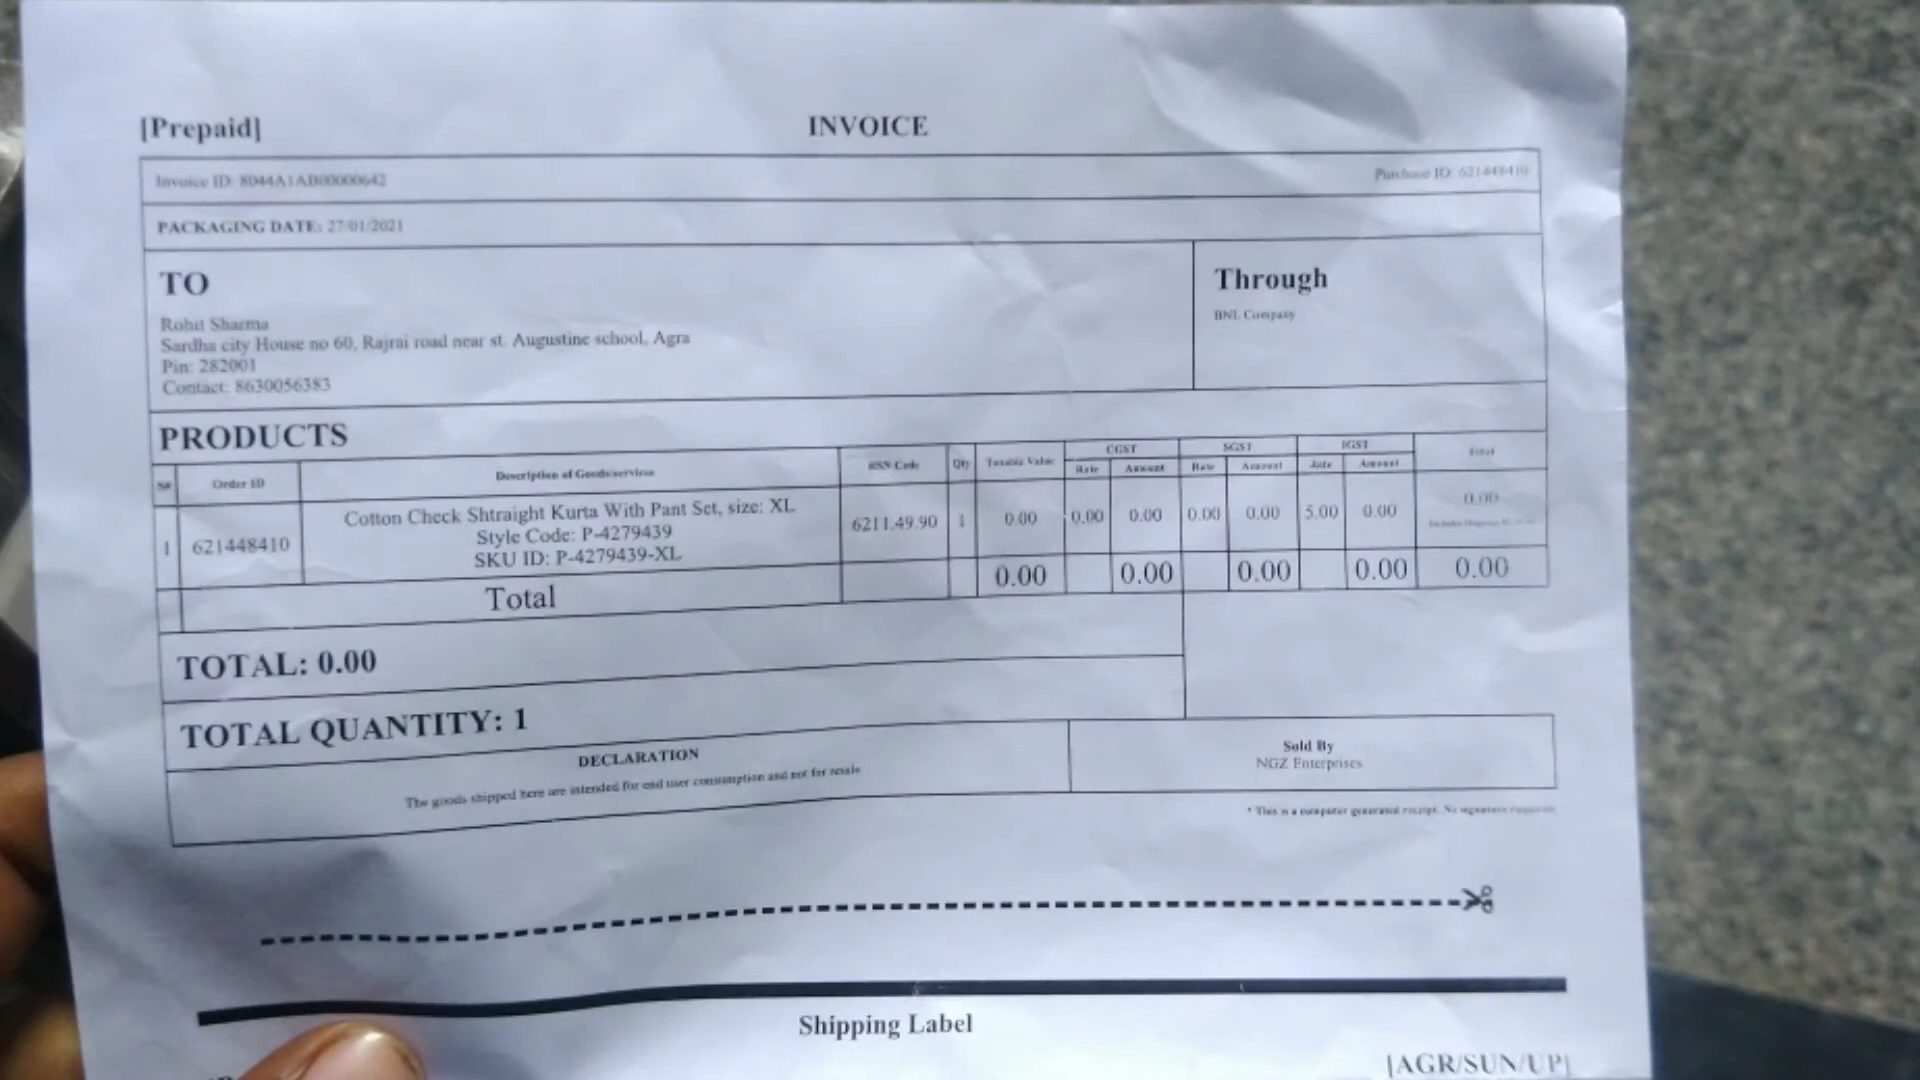 [Prepaid]
INVOICE
Invoice ID: 8044A1AB00000642
Purchase ID: 621448410
PACKAGING DATE: 27/01/2021
TO
Rohit Sharma
Sardha city House no 60, Rajrai road near st. Augustine school, Agra
Pin: 282001
Contact: 8630056383
Through
BNL Company
PRODUCTS
S# Order ID Description of Goods/services HSN Code Qty Taxable Value CGST SGST IGST Total
Rate Amount Rate Amount Rate Amount
1 621448410 Cotton Check Shtraight Kurta With Pant Set, size: XL 6211.49.90 1 0.00 0.00 0.00 0.00 0.00 5.00 0.00 0.00
Style Code: P-4279439
SKU ID: P-4279439-XL
Total 0.00 0.00 0.00 0.00 0.00
TOTAL: 0.00
TOTAL QUANTITY: 1
DECLARATION
The goods shipped here are intended for end user consumption and not for resale
Sold By
NGZ Enterprises
* This is a computer generated receipt. No signature required
Shipping Label
[AGR/SUN/UP]